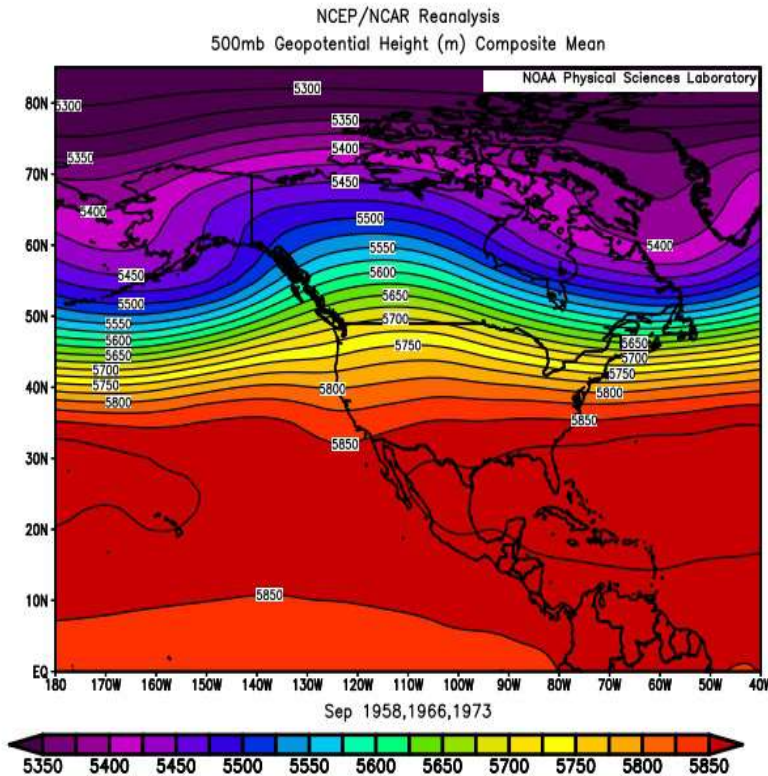 NCEP/NCAR Reanalysis
500mb Geopotential Height (m) Composite Mean
NOAA Physical Sciences Laboratory
80N
5300
5300
5350
70N
5350
5400
5450
5400
5500
60N
5400
5550
5450
5600
5500
5650
50N
5550
5700
5600
5650
5650
5750
5700
5700
5750
40N
5750
5800
5800
5800
5850
5850
30N
20N
10N
5850
EQ
180 170W 160W 150W 140W 130W 120W 110W 100W 90W 80W 70W 60W 50W 40W
Sep 1958,1966,1973
5350 5400 5450 5500 5550 5600 5650 5700 5750 5800 5850